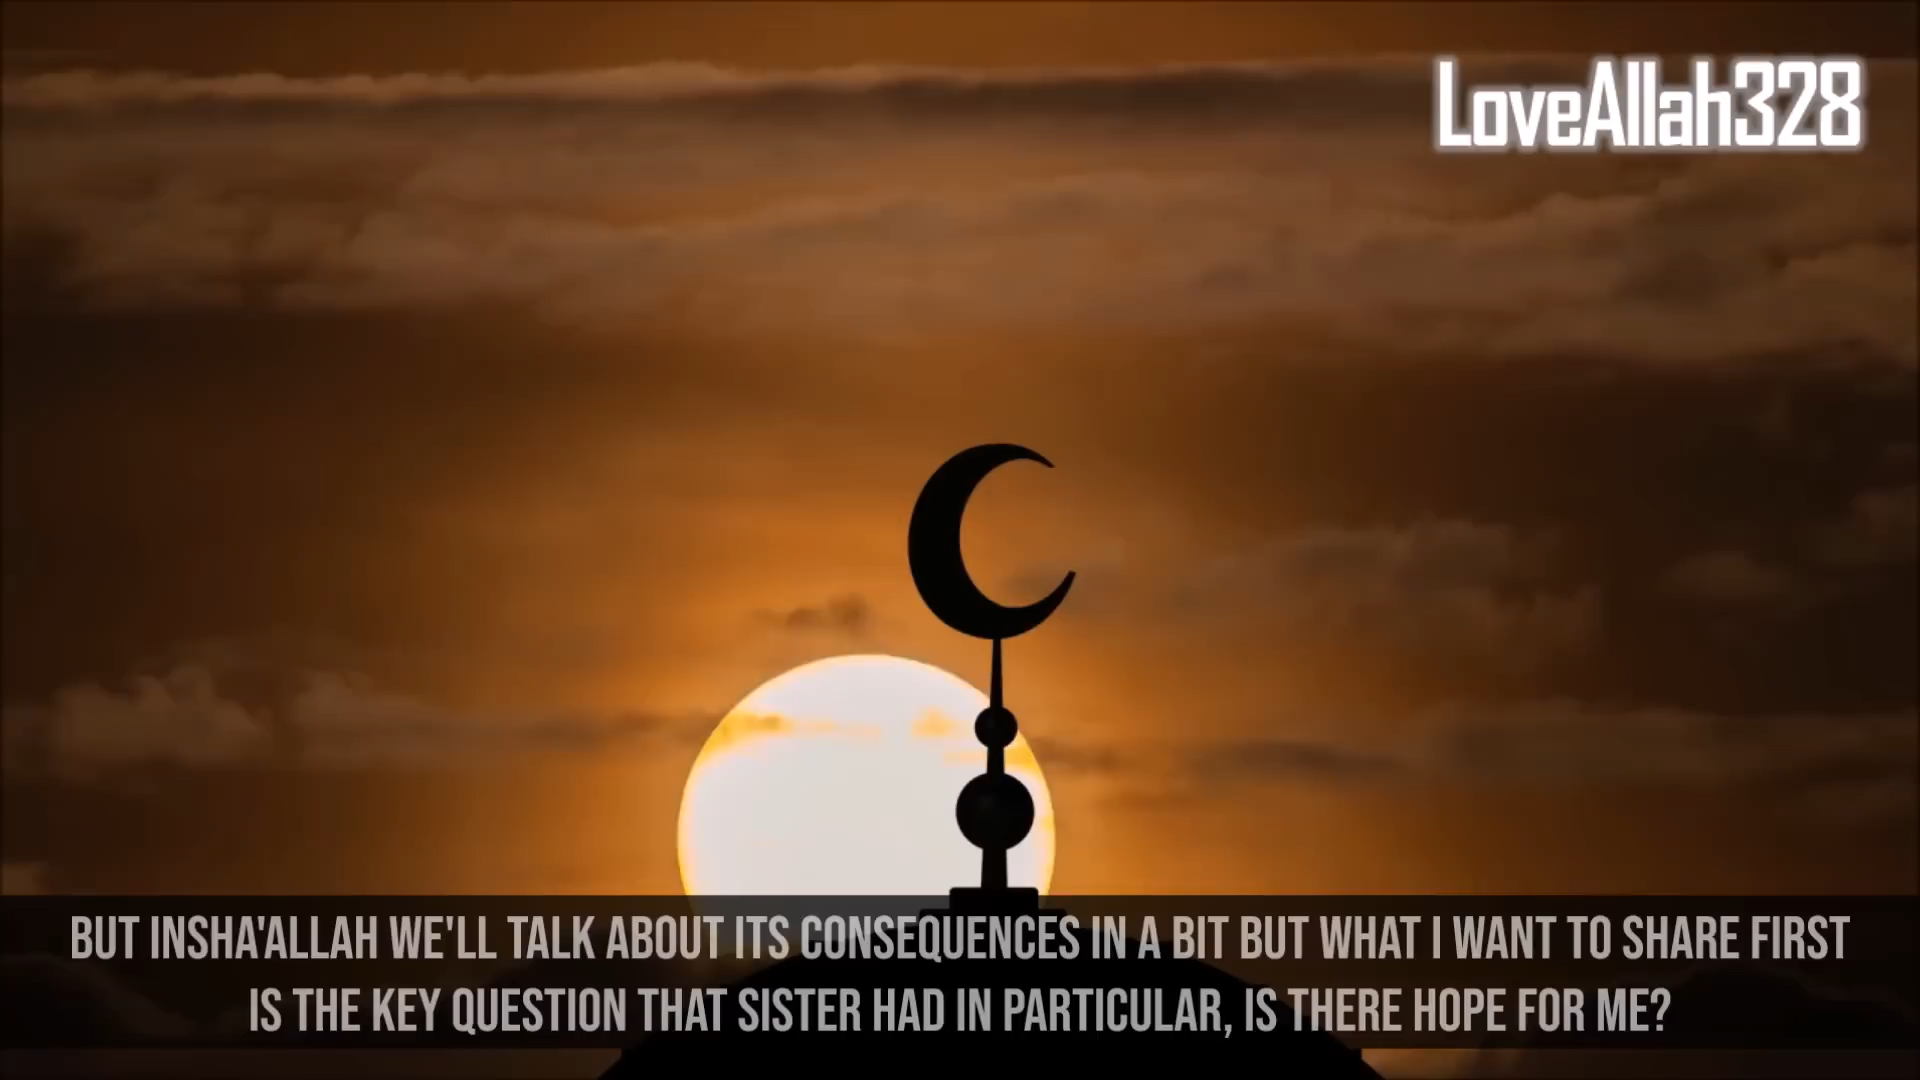 LoveAllah328
BUT INSHA'ALLAH WE'LL TALK ABOUT ITS CONSEQUENCES IN A BIT BUT WHAT I WANT TO SHARE FIRST
IS THE KEY QUESTION THAT SISTER HAD IN PARTICULAR, IS THERE HOPE FOR ME?